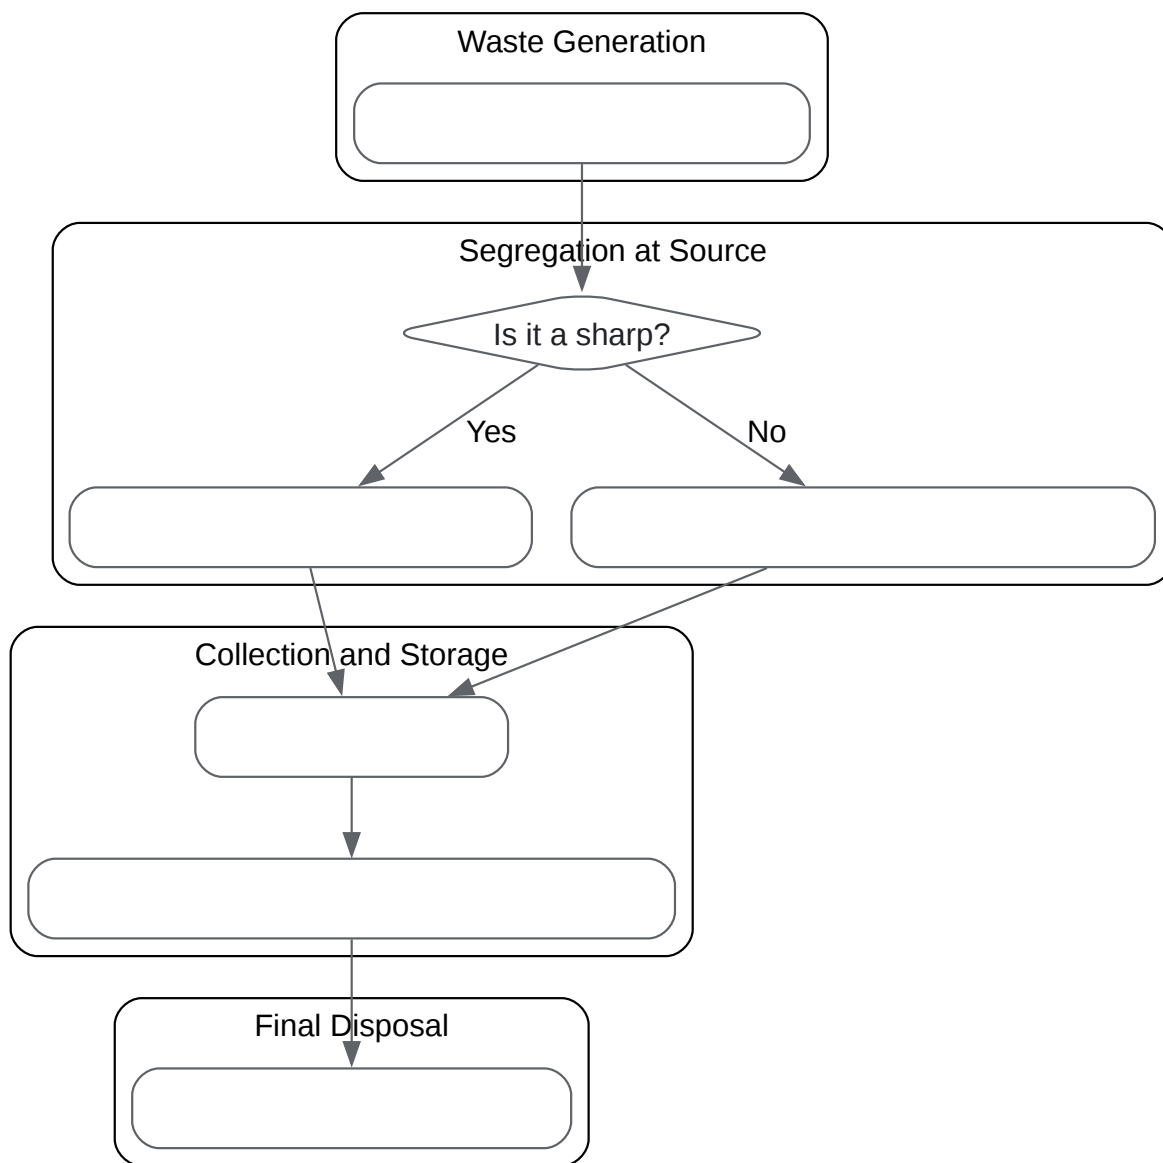 Waste Generation
Segregation at Source
Is it a sharp?
Yes
No
Collection and Storage
Final Disposal